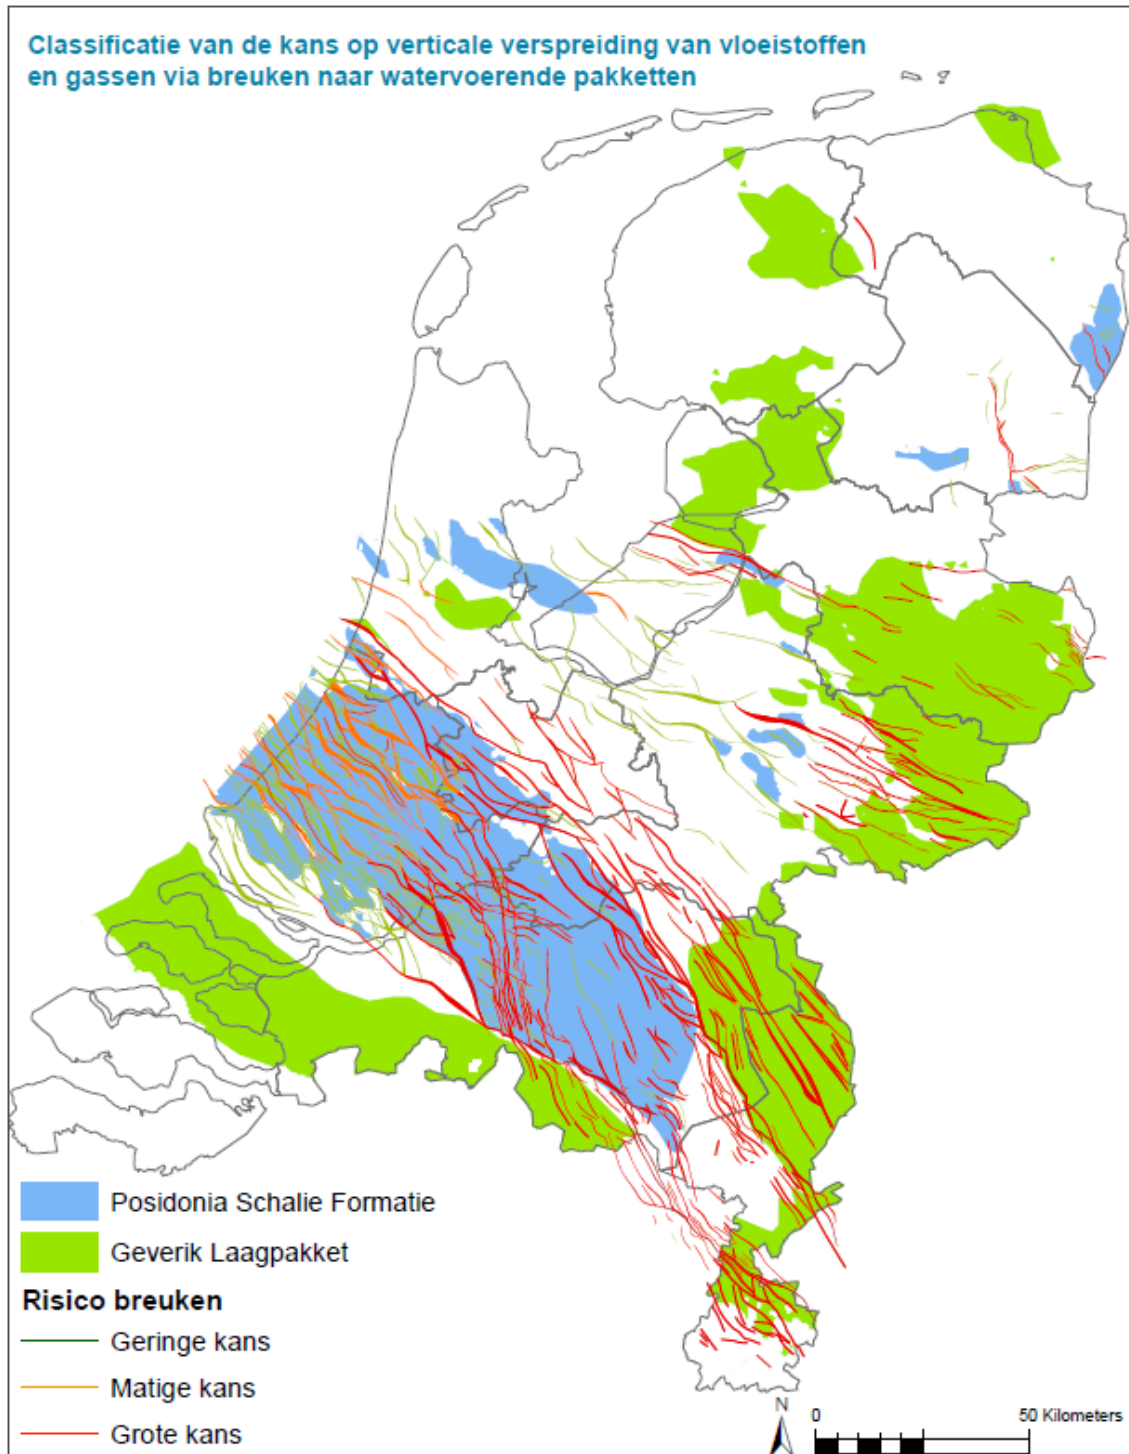 Classificatie van de kans op verticale verspreiding van vloeistoffen
en gassen via breuken naar watervoerende pakketten
Posidonia Schalie Formatie
Geverik Laagpakket
Risico breuken
Geringe kans
Matige kans
Grote kans
N
0 50 Kilometers